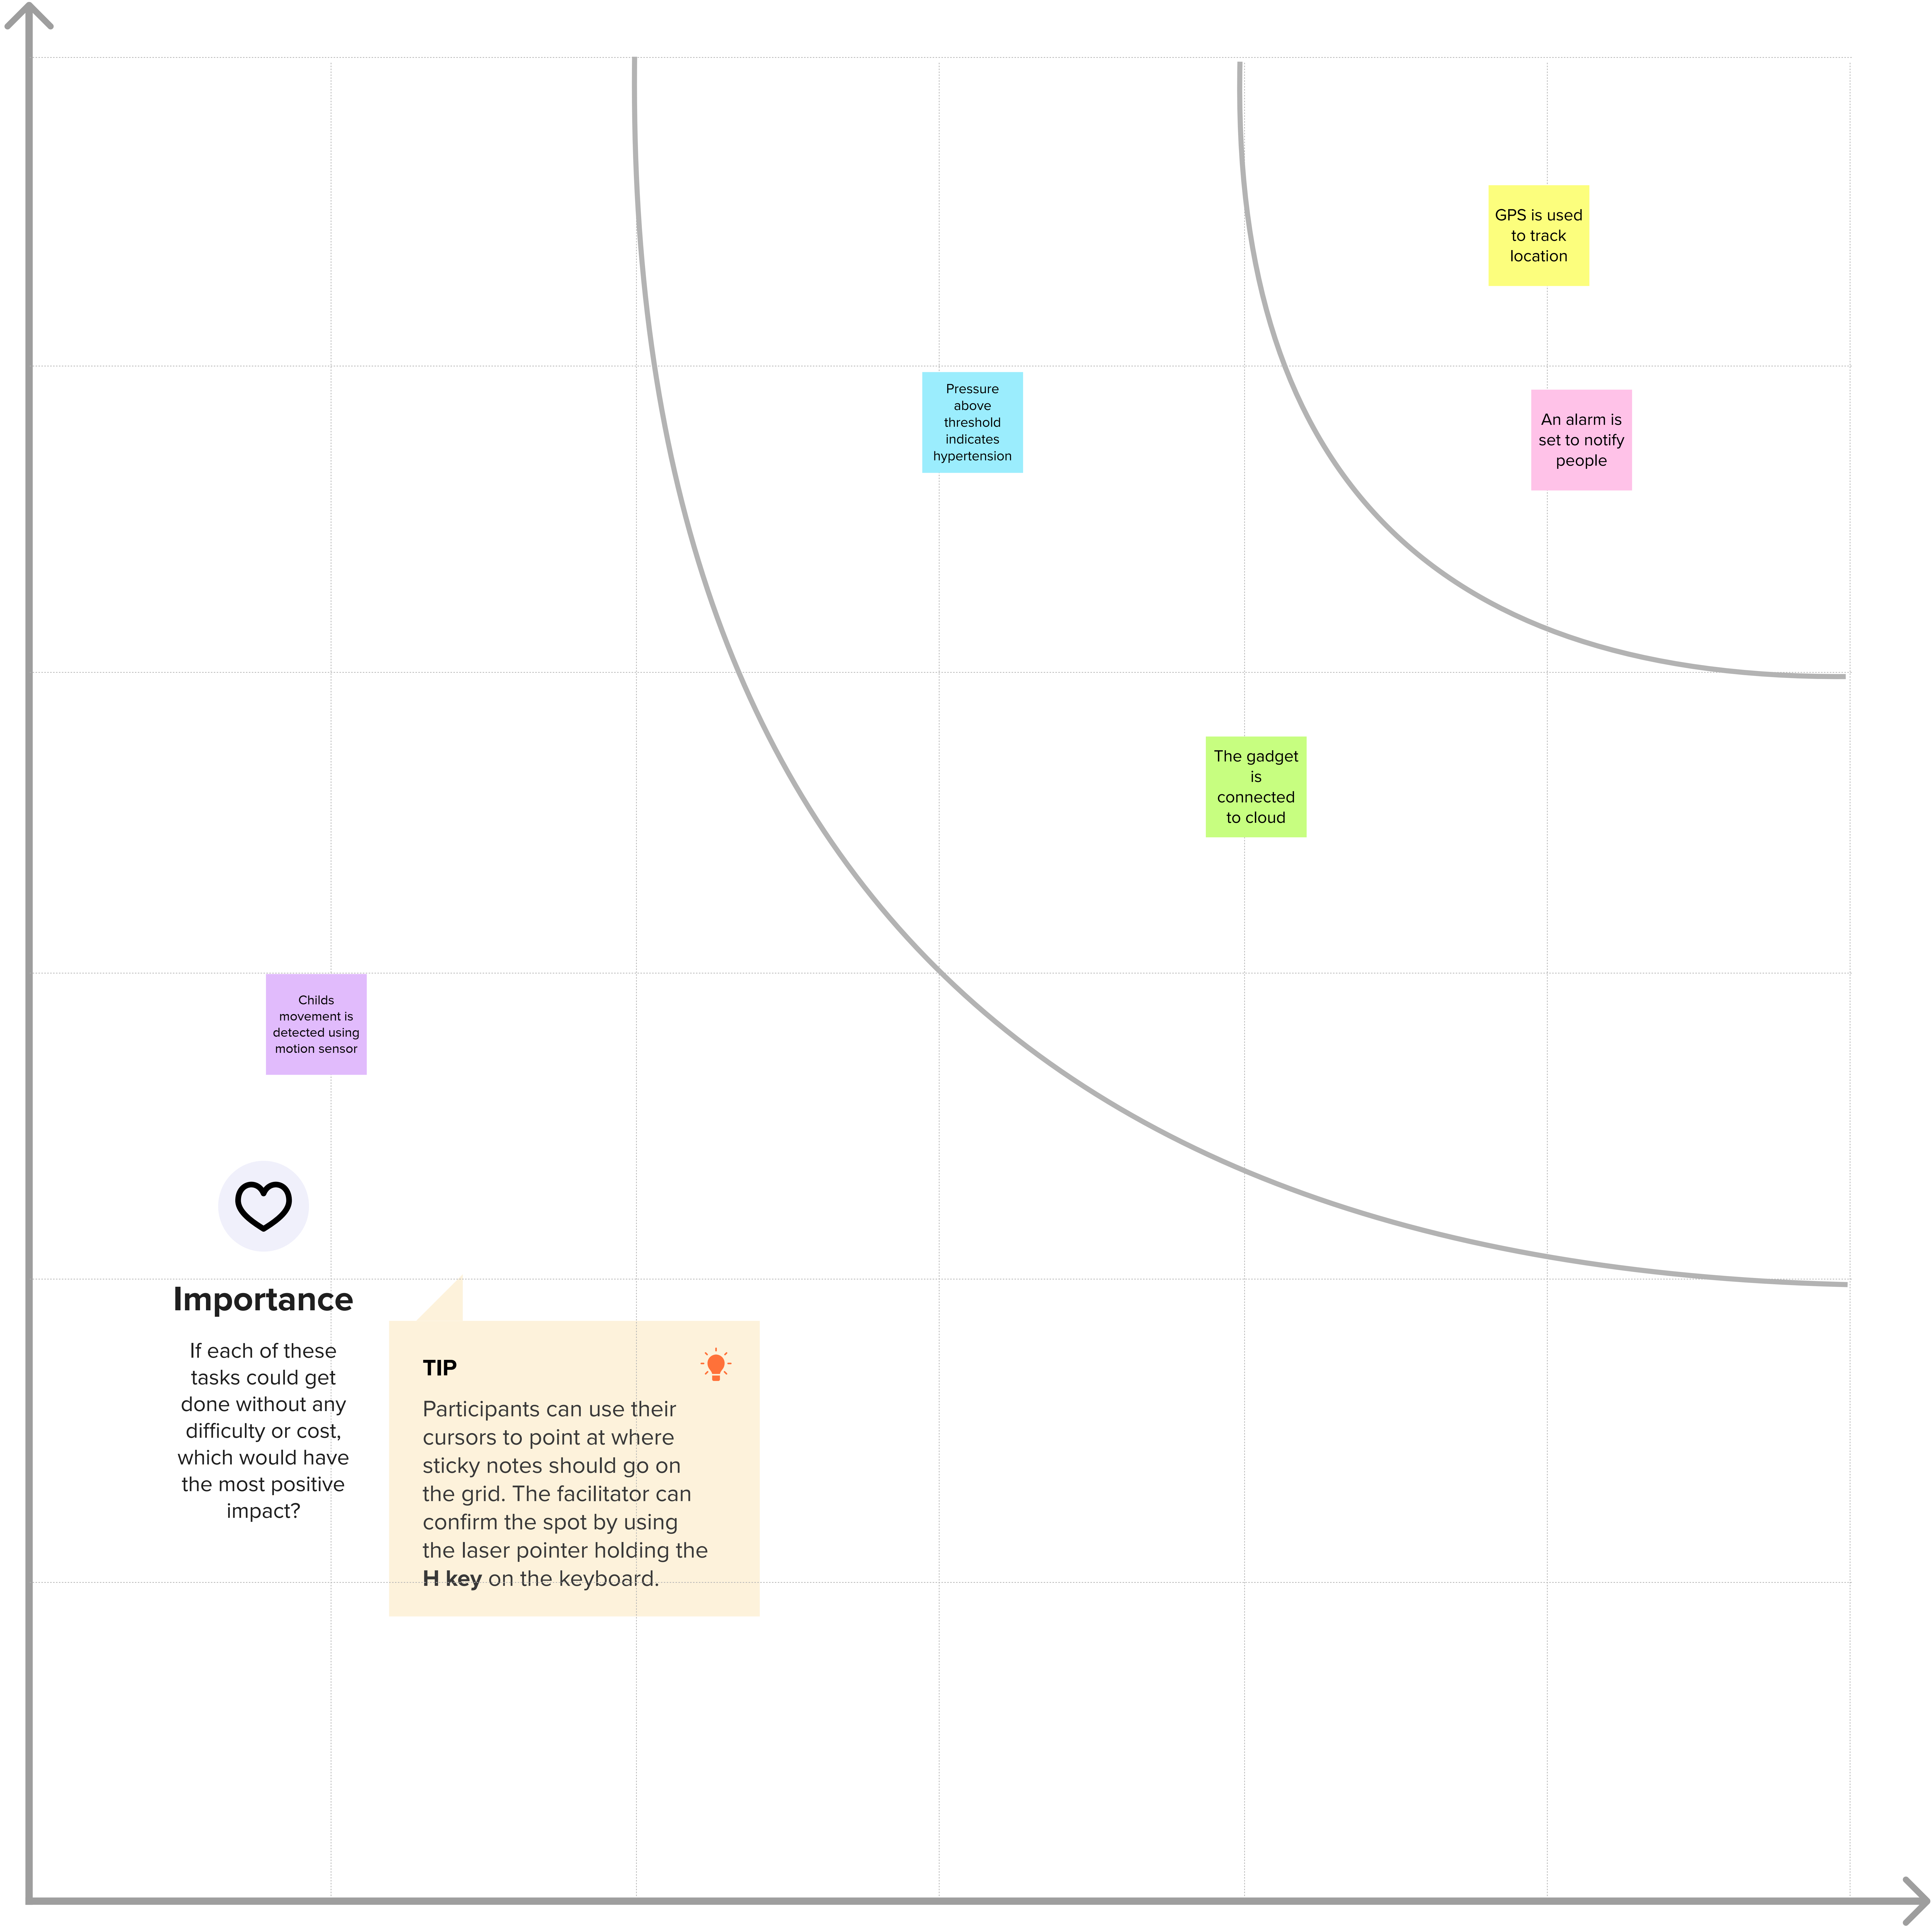 GPS is used
to track
location
Pressure
above
threshold
indicates
hypertension
An alarm is
set to notify
people
The gadget
is
connected
to cloud
Childs
movement is
detected using
motion sensor
Importance
If each of these
tasks could get
done without any
difficulty or cost,
which would have
the most positive
impact?
TIP
Participants can use their
cursors to point at where
sticky notes should go on
the grid. The facilitator can
confirm the spot by using
the laser pointer holding the
H key on the keyboard.